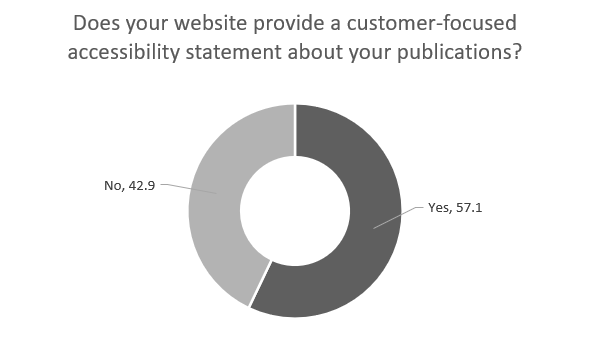 Does your website provide a customer-focused
accessibility statement about your publications?
No, 42.9
Yes, 57.1